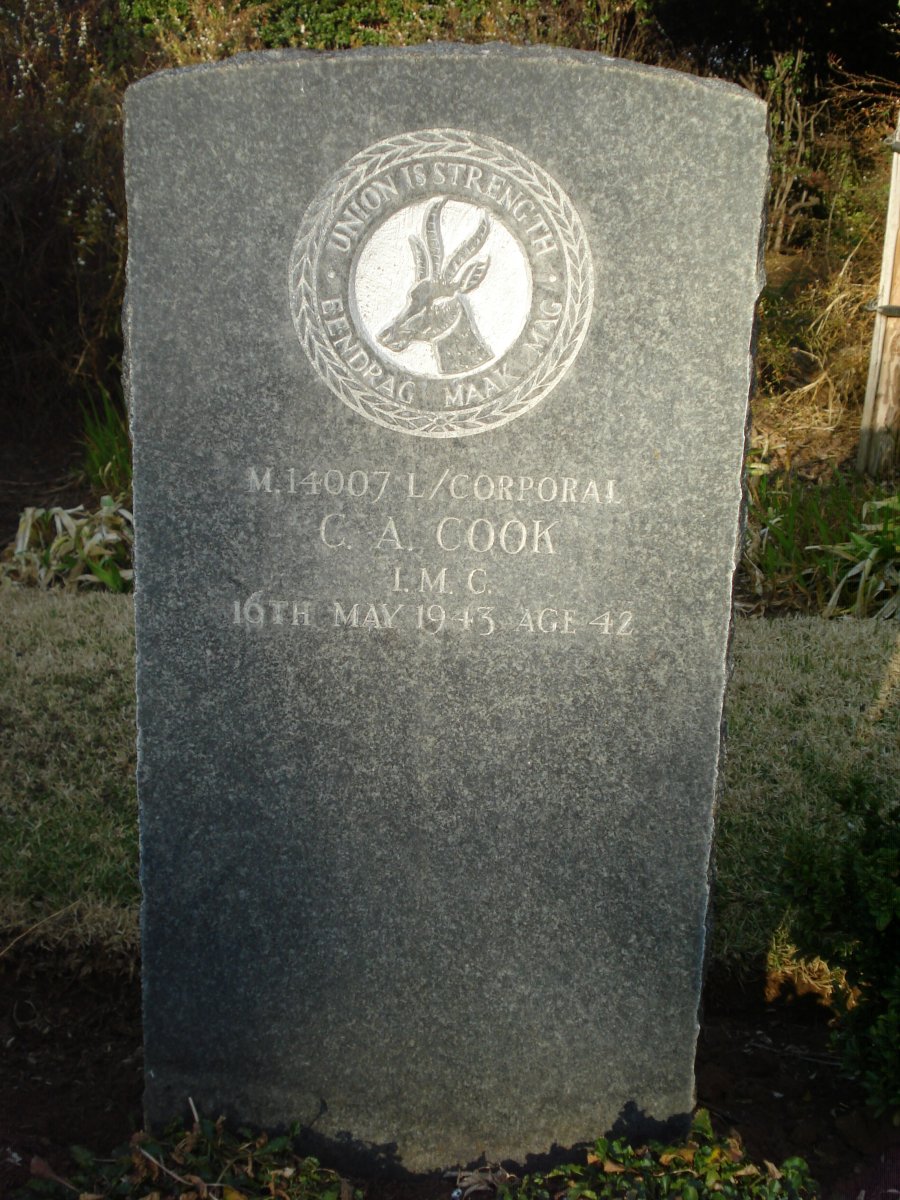 UNION IS STRENGTH
EENDRAG MAAK MAG
M.14007 L/CORPORAL
C. A. COOK
I.M.C.
16TH MAY 1943 AGE 42